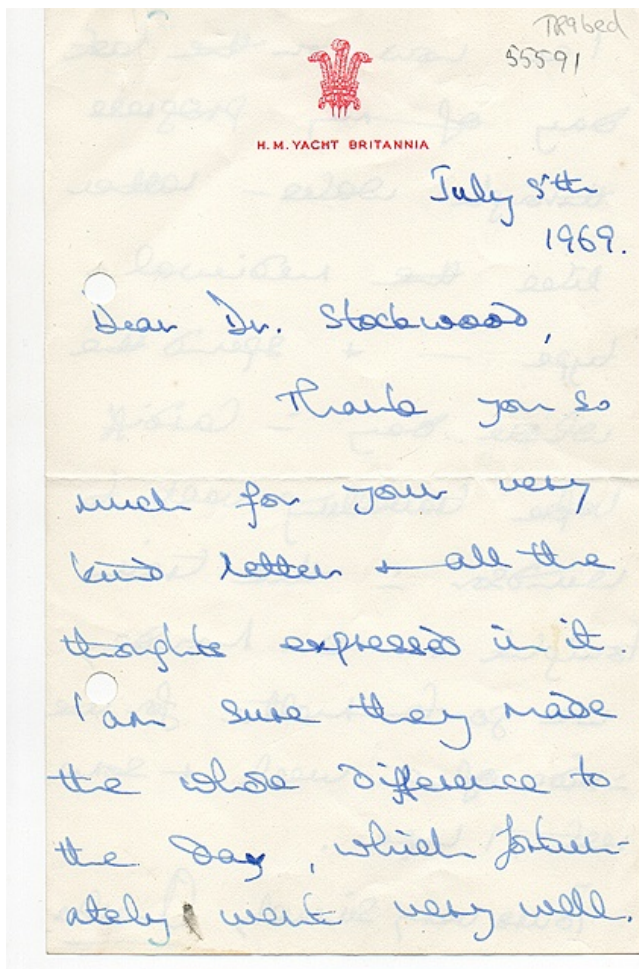 55591
H.M. YACHT BRITANNIA
July 5th
1969.
Dear Dr. Stockwood,
Thank you so
much for your very
kind letter & all the
thoughts expressed in it.
I am sure they made
the whole difference to
the day, which fortun-
ately went very well.